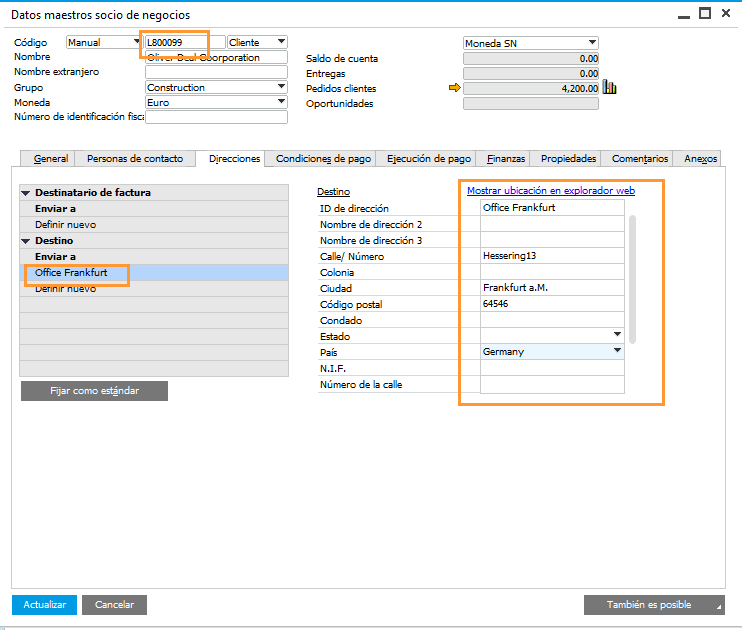 Datos maestros socio de negocios
Código Manual L800099 Cliente
Nombre Oliver Deal Coorporation
Nombre extranjero
Grupo Construction
Moneda Euro
Número de identificación fisca
Moneda SN
Saldo de cuenta 0.00
Entregas 0.00
Pedidos clientes 4,200.00
Oportunidades
General Personas de contacto Direcciones Condiciones de pago Ejecución de pago Finanzas Propiedades Comentarios Anexos
Destinatario de factura
Enviar a
Definir nuevo
Destino
Enviar a
Office Frankfurt
Definir nuevo
Fijar como estándar
Destino Mostrar ubicación en explorador web
ID de dirección Office Frankfurt
Nombre de dirección 2
Nombre de dirección 3
Calle/ Número Hessering13
Colonia
Ciudad Frankfurt a.M.
Código postal 64546
Condado
Estado
País Germany
N.I.F.
Número de la calle
Actualizar Cancelar También es posible